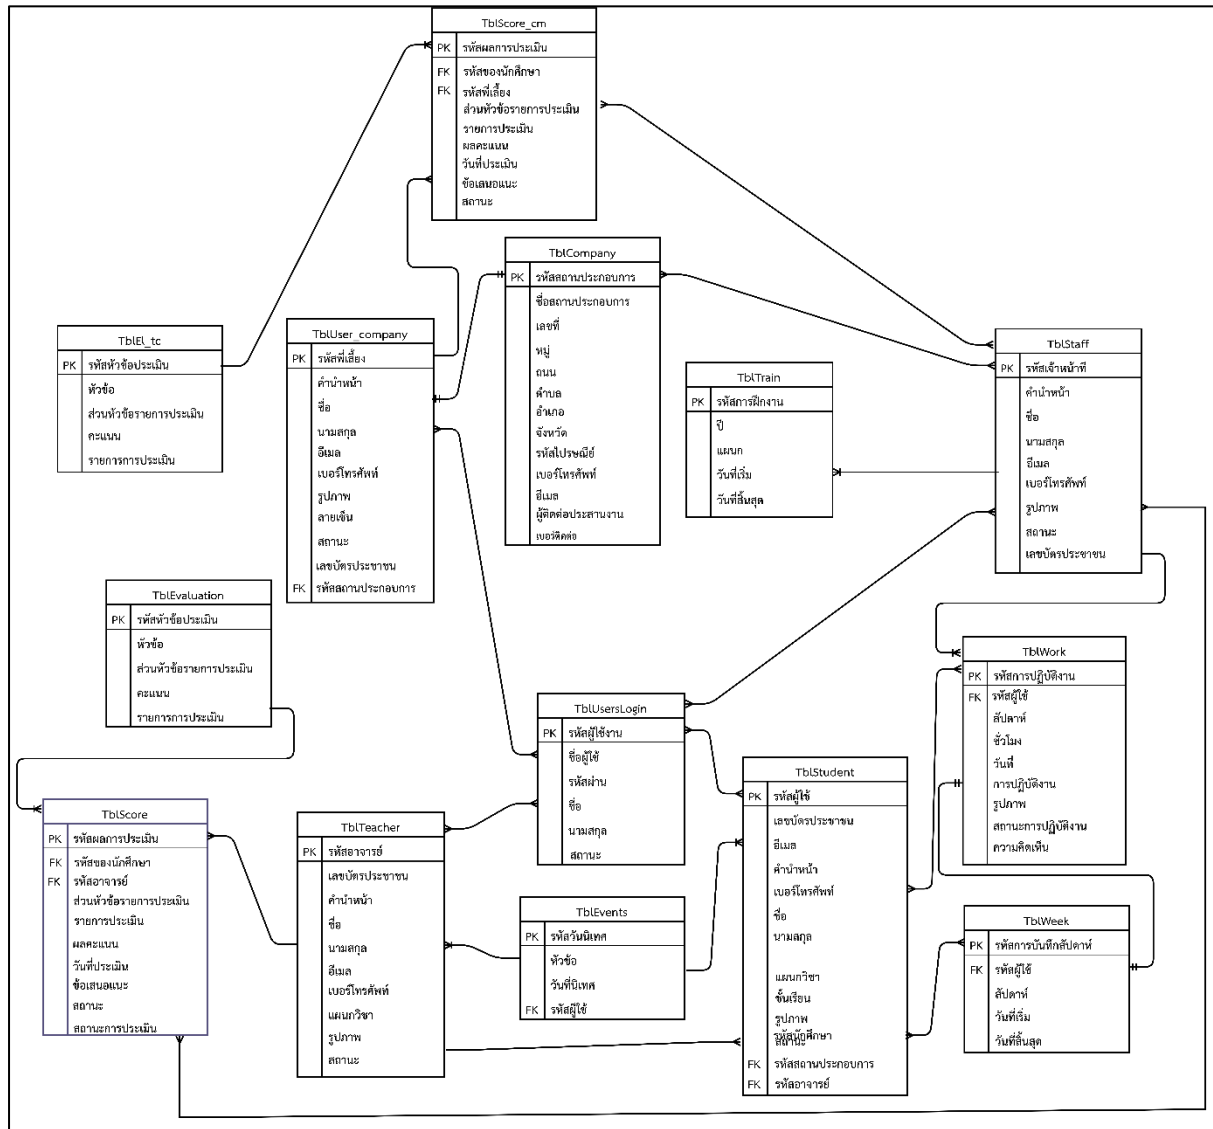 TblScore_cm
PK รหัสผลการประเมิน
FK รหัสของนักศึกษา
FK รหัสพี่เลี้ยง
ส่วนหัวข้อรายการประเมิน
รายการประเมิน
ผลคะแนน
วันที่ประเมิน
ข้อเสนอแนะ
สถานะ
TblCompany
PK รหัสสถานประกอบการ
ชื่อสถานประกอบการ
เลขที่
หมู่
ถนน
ตำบล
อำเภอ
จังหวัด
รหัสไปรษณีย์
เบอร์โทรศัพท์
อีเมล
ผู้ติดต่อประสานงาน
เบอร์ติดต่อ
TblEl_tc
PK รหัสหัวข้อประเมิน
หัวข้อ
ส่วนหัวข้อรายการประเมิน
คะแนน
รายการการประเมิน
TblUser_company
PK รหัสพี่เลี้ยง
คำนำหน้า
ชื่อ
นามสกุล
อีเมล
เบอร์โทรศัพท์
รูปภาพ
ลายเซ็น
สถานะ
เลขบัตรประชาชน
FK รหัสสถานประกอบการ
TblTrain
PK รหัสการฝึกงาน
ปี
แผนก
วันที่เริ่ม
วันที่สิ้นสุด
TblStaff
PK รหัสเจ้าหน้าที่
คำนำหน้า
ชื่อ
นามสกุล
อีเมล
เบอร์โทรศัพท์
รูปภาพ
สถานะ
เลขบัตรประชาชน
TblEvaluation
PK รหัสหัวข้อประเมิน
หัวข้อ
ส่วนหัวข้อรายการประเมิน
คะแนน
รายการการประเมิน
TblUsersLogin
PK รหัสผู้ใช้งาน
ชื่อผู้ใช้
รหัสผ่าน
ชื่อ
นามสกุล
สถานะ
TblWork
PK รหัสการปฏิบัติงาน
FK รหัสผู้ใช้
สัปดาห์
ชั่วโมง
วันที่
การปฏิบัติงาน
รูปภาพ
สถานะการปฏิบัติงาน
ความคิดเห็น
TblScore
PK รหัสผลการประเมิน
FK รหัสของนักศึกษา
FK รหัสอาจารย์
ส่วนหัวข้อรายการประเมิน
รายการประเมิน
ผลคะแนน
วันที่ประเมิน
ข้อเสนอแนะ
สถานะ
สถานะการประเมิน
TblTeacher
PK รหัสอาจารย์
เลขบัตรประชาชน
คำนำหน้า
ชื่อ
นามสกุล
อีเมล
เบอร์โทรศัพท์
แผนกวิชา
รูปภาพ
สถานะ
TblEvents
PK รหัสวันนิเทศ
หัวข้อ
วันที่นิเทศ
FK รหัสผู้ใช้
TblStudent
PK รหัสผู้ใช้
เลขบัตรประชาชน
อีเมล
คำนำหน้า
เบอร์โทรศัพท์
ชื่อ
นามสกุล
แผนกวิชา
ชั้นเรียน
รูปภาพ
รหัสนักศึกษา
สถานะ
FK รหัสสถานประกอบการ
FK รหัสอาจารย์
TblWeek
PK รหัสการบันทึกสัปดาห์
FK รหัสผู้ใช้
สัปดาห์
วันที่เริ่ม
วันที่สิ้นสุด